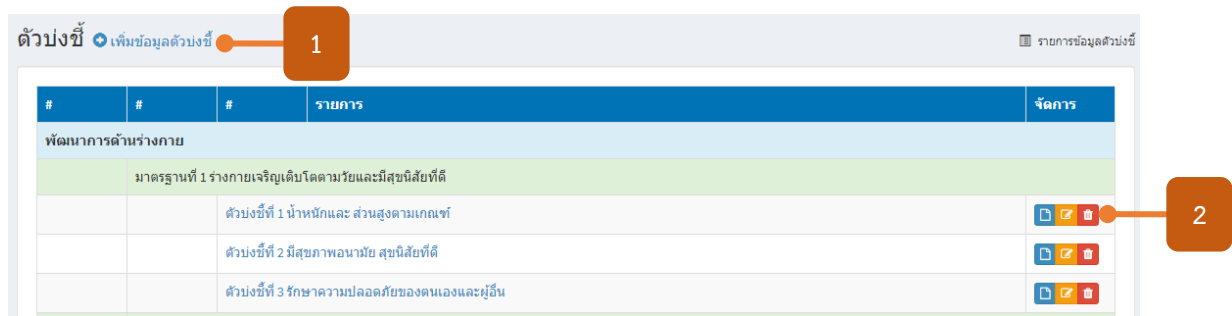 ตัวบ่งชี้ เพิ่มข้อมูลตัวบ่งชี้ 1 รายการข้อมูลตัวบ่งชี้
# # # รายการ จัดการ
พัฒนาการด้านร่างกาย
มาตรฐานที่ 1 ร่างกายเจริญเติบโตตามวัยและมีสุขนิสัยที่ดี
ตัวบ่งชี้ที่ 1 น้ำหนักและ ส่วนสูงตามเกณฑ์ 2
ตัวบ่งชี้ที่ 2 มีสุขภาพอนามัย สุขนิสัยที่ดี
ตัวบ่งชี้ที่ 3 รักษาความปลอดภัยของตนเองและผู้อื่น